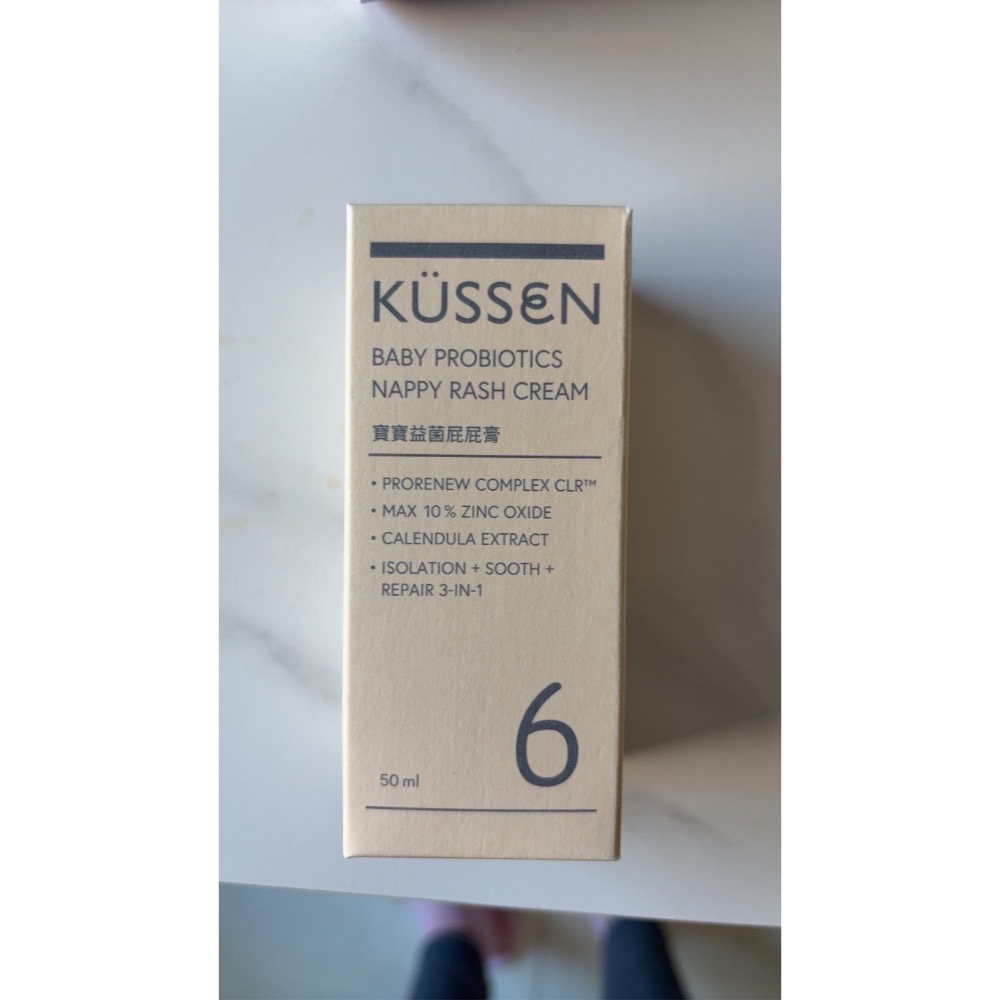 KÜSSEN
BABY PROBIOTICS
NAPPY RASH CREAM
寶寶益菌屁屁膏
• PRORENEW COMPLEX CLR™
• MAX 10% ZINC OXIDE
• CALENDULA EXTRACT
• ISOLATION + SOOTH +
REPAIR 3-IN-1
6
50 ml